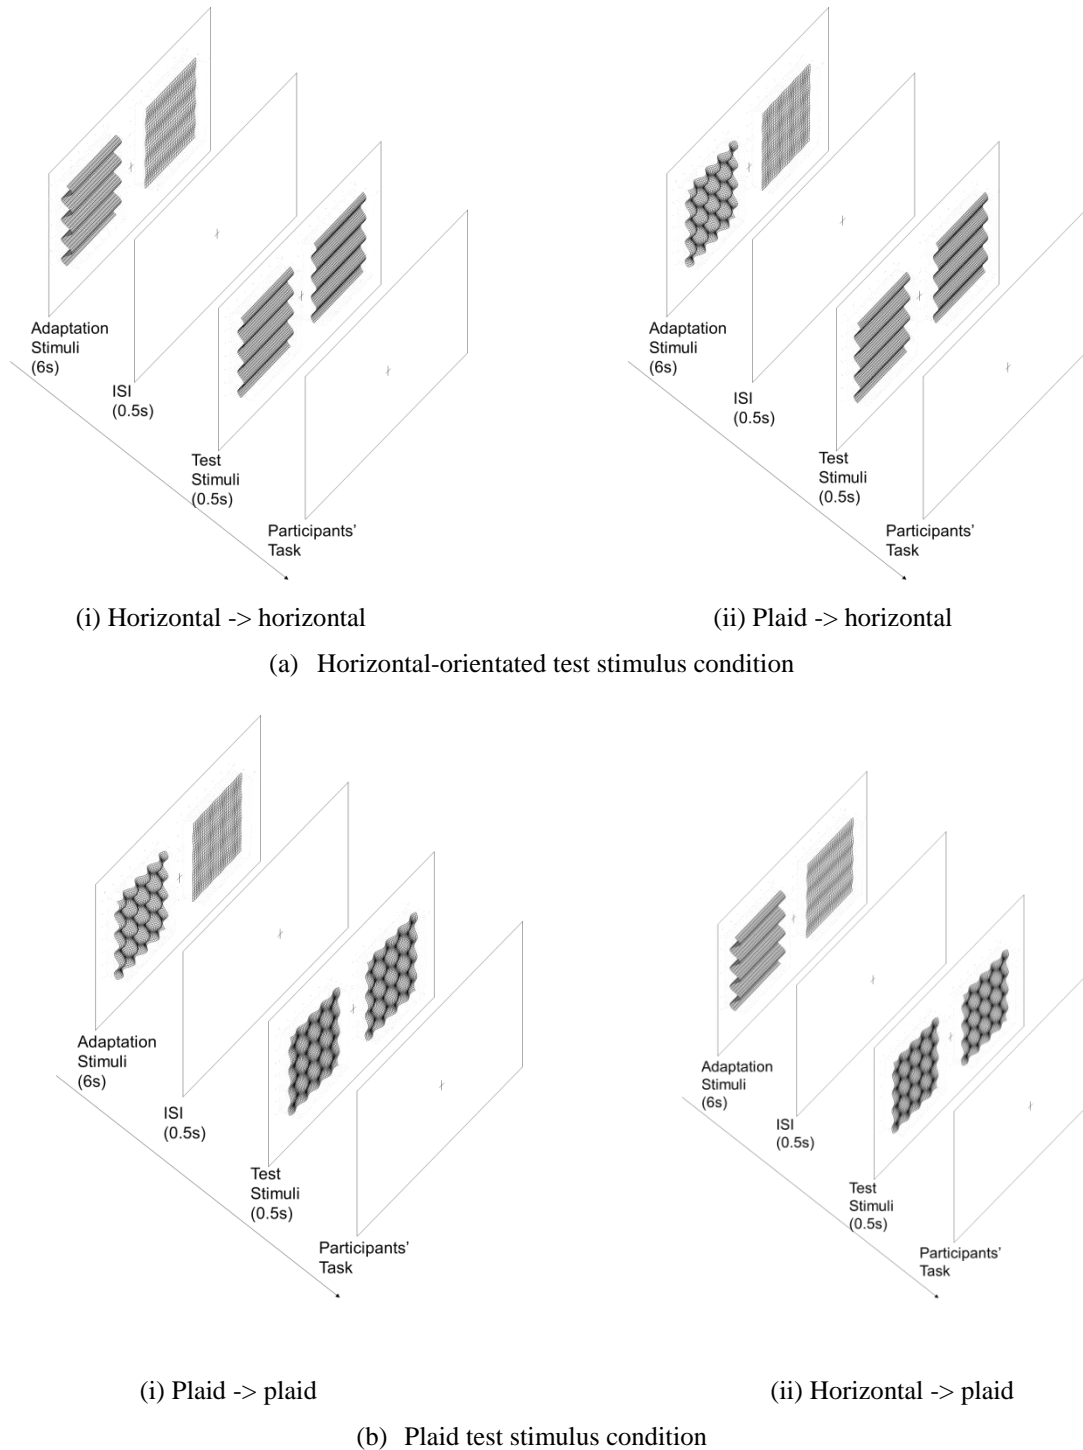 Adaptation
Stimuli
(6s)
ISI
(0.5s)
Test
Stimuli
(0.5s)
Participants'
Task
(i) Horizontal -> horizontal
Adaptation
Stimuli
(6s)
ISI
(0.5s)
Test
Stimuli
(0.5s)
Participants'
Task
(ii) Plaid -> horizontal
(a) Horizontal-orientated test stimulus condition
Adaptation
Stimuli
(6s)
ISI
(0.5s)
Test
Stimuli
(0.5s)
Participants'
Task
(i) Plaid -> plaid
Adaptation
Stimuli
(6s)
ISI
(0.5s)
Test
Stimuli
(0.5s)
Participants'
Task
(ii) Horizontal -> plaid
(b) Plaid test stimulus condition